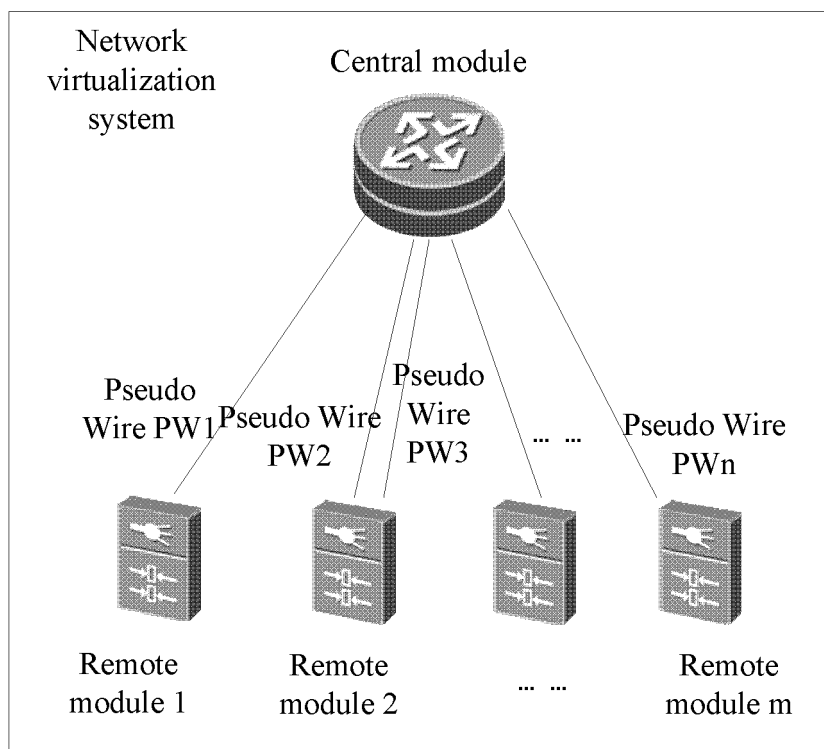 Network
virtualization
system
Central module
Pseudo
Wire PW1
Pseudo Wire
PW2
Pseudo
Wire
PW3
... ...
Pseudo Wire
PWn
Remote
module 1
Remote
module 2
... ...
Remote
module m